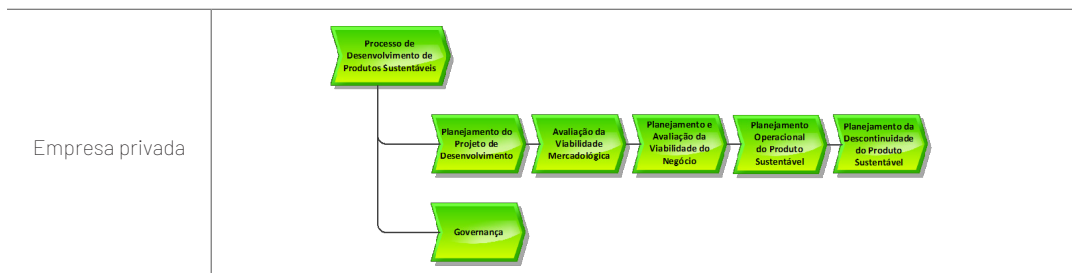 Empresa privada
Processo de
Desenvolvimento de
Produtos Sustentáveis
Planejamento do
Projeto de
Desenvolvimento
Avaliação da
Viabilidade
Mercadológica
Planejamento e
Avaliação da
Viabilidade do
Negócio
Planejamento
Operacional
do Produto
Sustentável
Planejamento da
Descontinuidade
do Produto
Sustentável
Governança